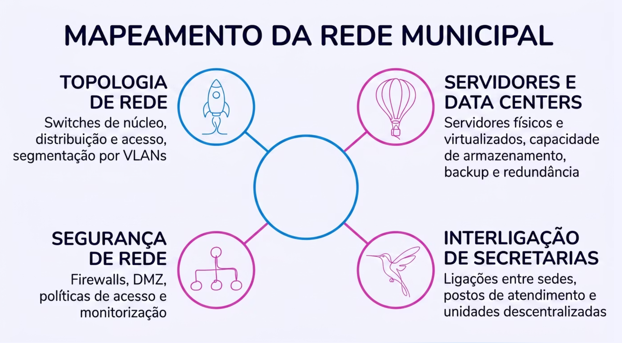 MAPEAMENTO DA REDE MUNICIPAL
TOPOLOGIA
DE REDE
Switches de núcleo,
distribuição e acesso,
segmentação por VLANs
SERVIDORES E
DATA CENTERS
Servidores físicos e
virtualizados, capacidade
de armazenamento,
backup e redundância
SEGURANÇA
DE REDE
Firewalls, DMZ,
políticas de acesso e
monitorização
INTERLIGAÇÃO
DE SECRETARIAS
Ligações entre sedes,
postos de atendimento e
unidades descentralizadas